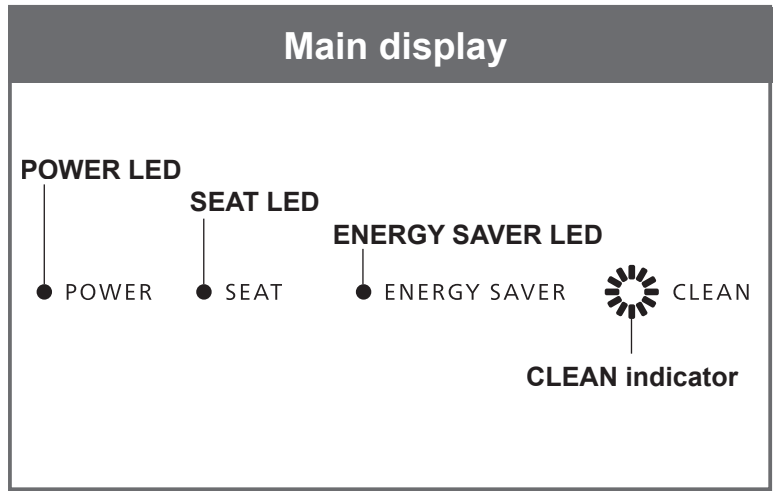 Main display
POWER LED
SEAT LED
ENERGY SAVER LED
POWER SEAT ENERGY SAVER CLEAN
CLEAN indicator